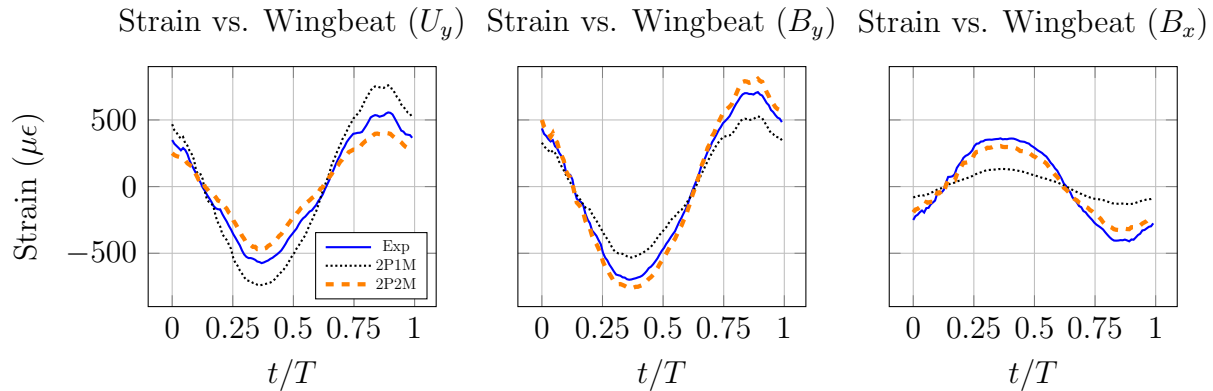 Strain vs. Wingbeat (U_y) Strain vs. Wingbeat (B_y) Strain vs. Wingbeat (B_x)
Strain (με)
500
0
−500
Exp
2P1M
2P2M
0 0.25 0.5 0.75 1 0 0.25 0.5 0.75 1 0 0.25 0.5 0.75 1
t/T t/T t/T